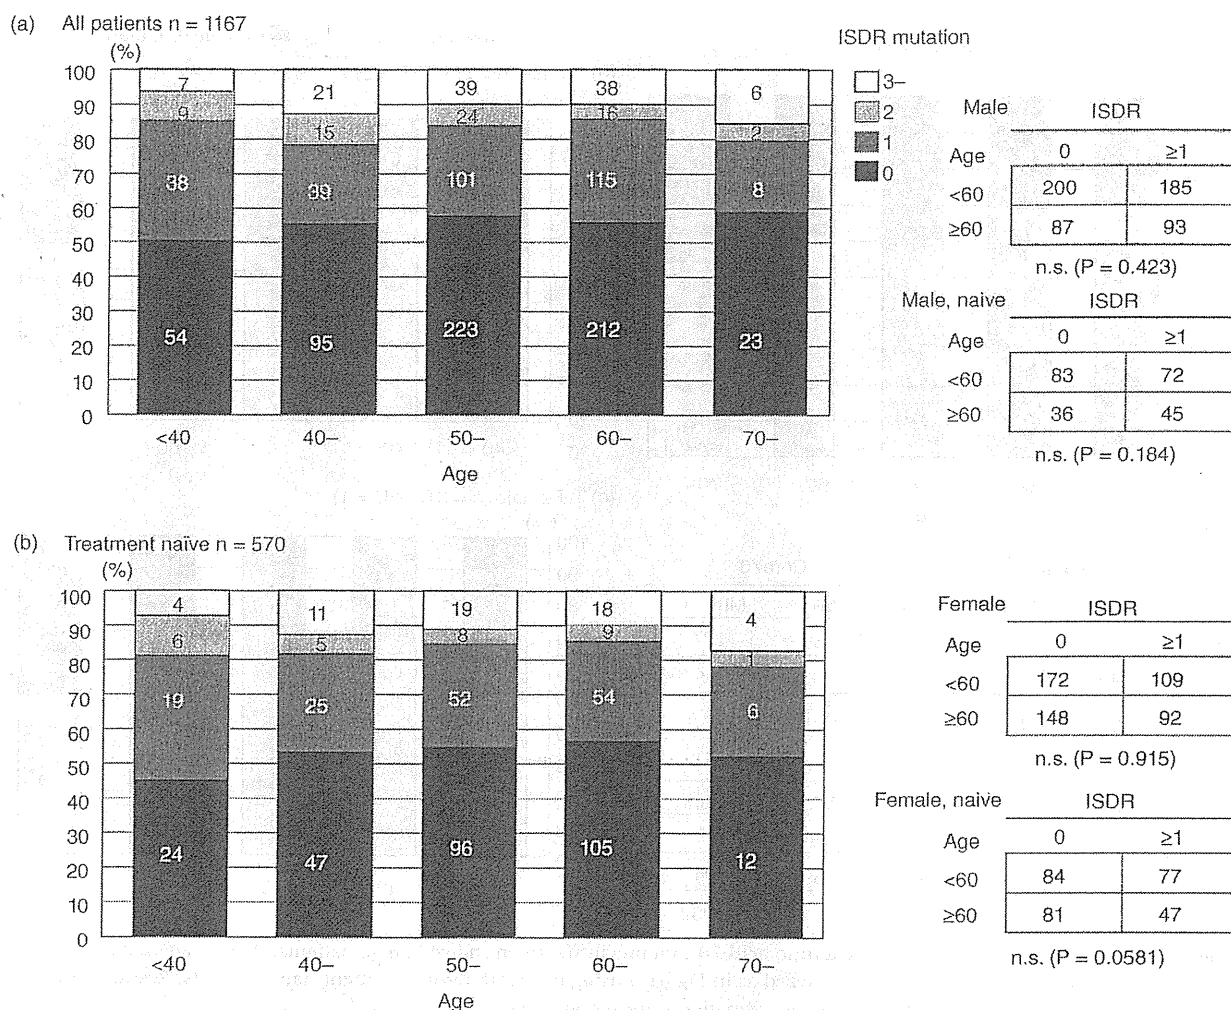 (a) All patients n = 1167
(%)
100
90
80
70
60
50
40
30
20
10
0
7 21 39 38 6
9 15 24 16 2
38 39 101 115 8
54 95 223 212 23
<40 40– 50– 60– 70–
Age
ISDR mutation
3–
2
1
0
Male ISDR
Age 0 ≥1
<60 200 185
≥60 87 93
n.s. (P = 0.423)
Male, naive ISDR
Age 0 ≥1
<60 83 72
≥60 36 45
n.s. (P = 0.184)
(b) Treatment naïve n = 570
(%)
100
90
80
70
60
50
40
30
20
10
0
4 11 19 18 4
6 5 8 9 1
19 25 52 54 6
24 47 96 105 12
<40 40– 50– 60– 70–
Age
Female ISDR
Age 0 ≥1
<60 172 109
≥60 148 92
n.s. (P = 0.915)
Female, naive ISDR
Age 0 ≥1
<60 84 77
≥60 81 47
n.s. (P = 0.0581)